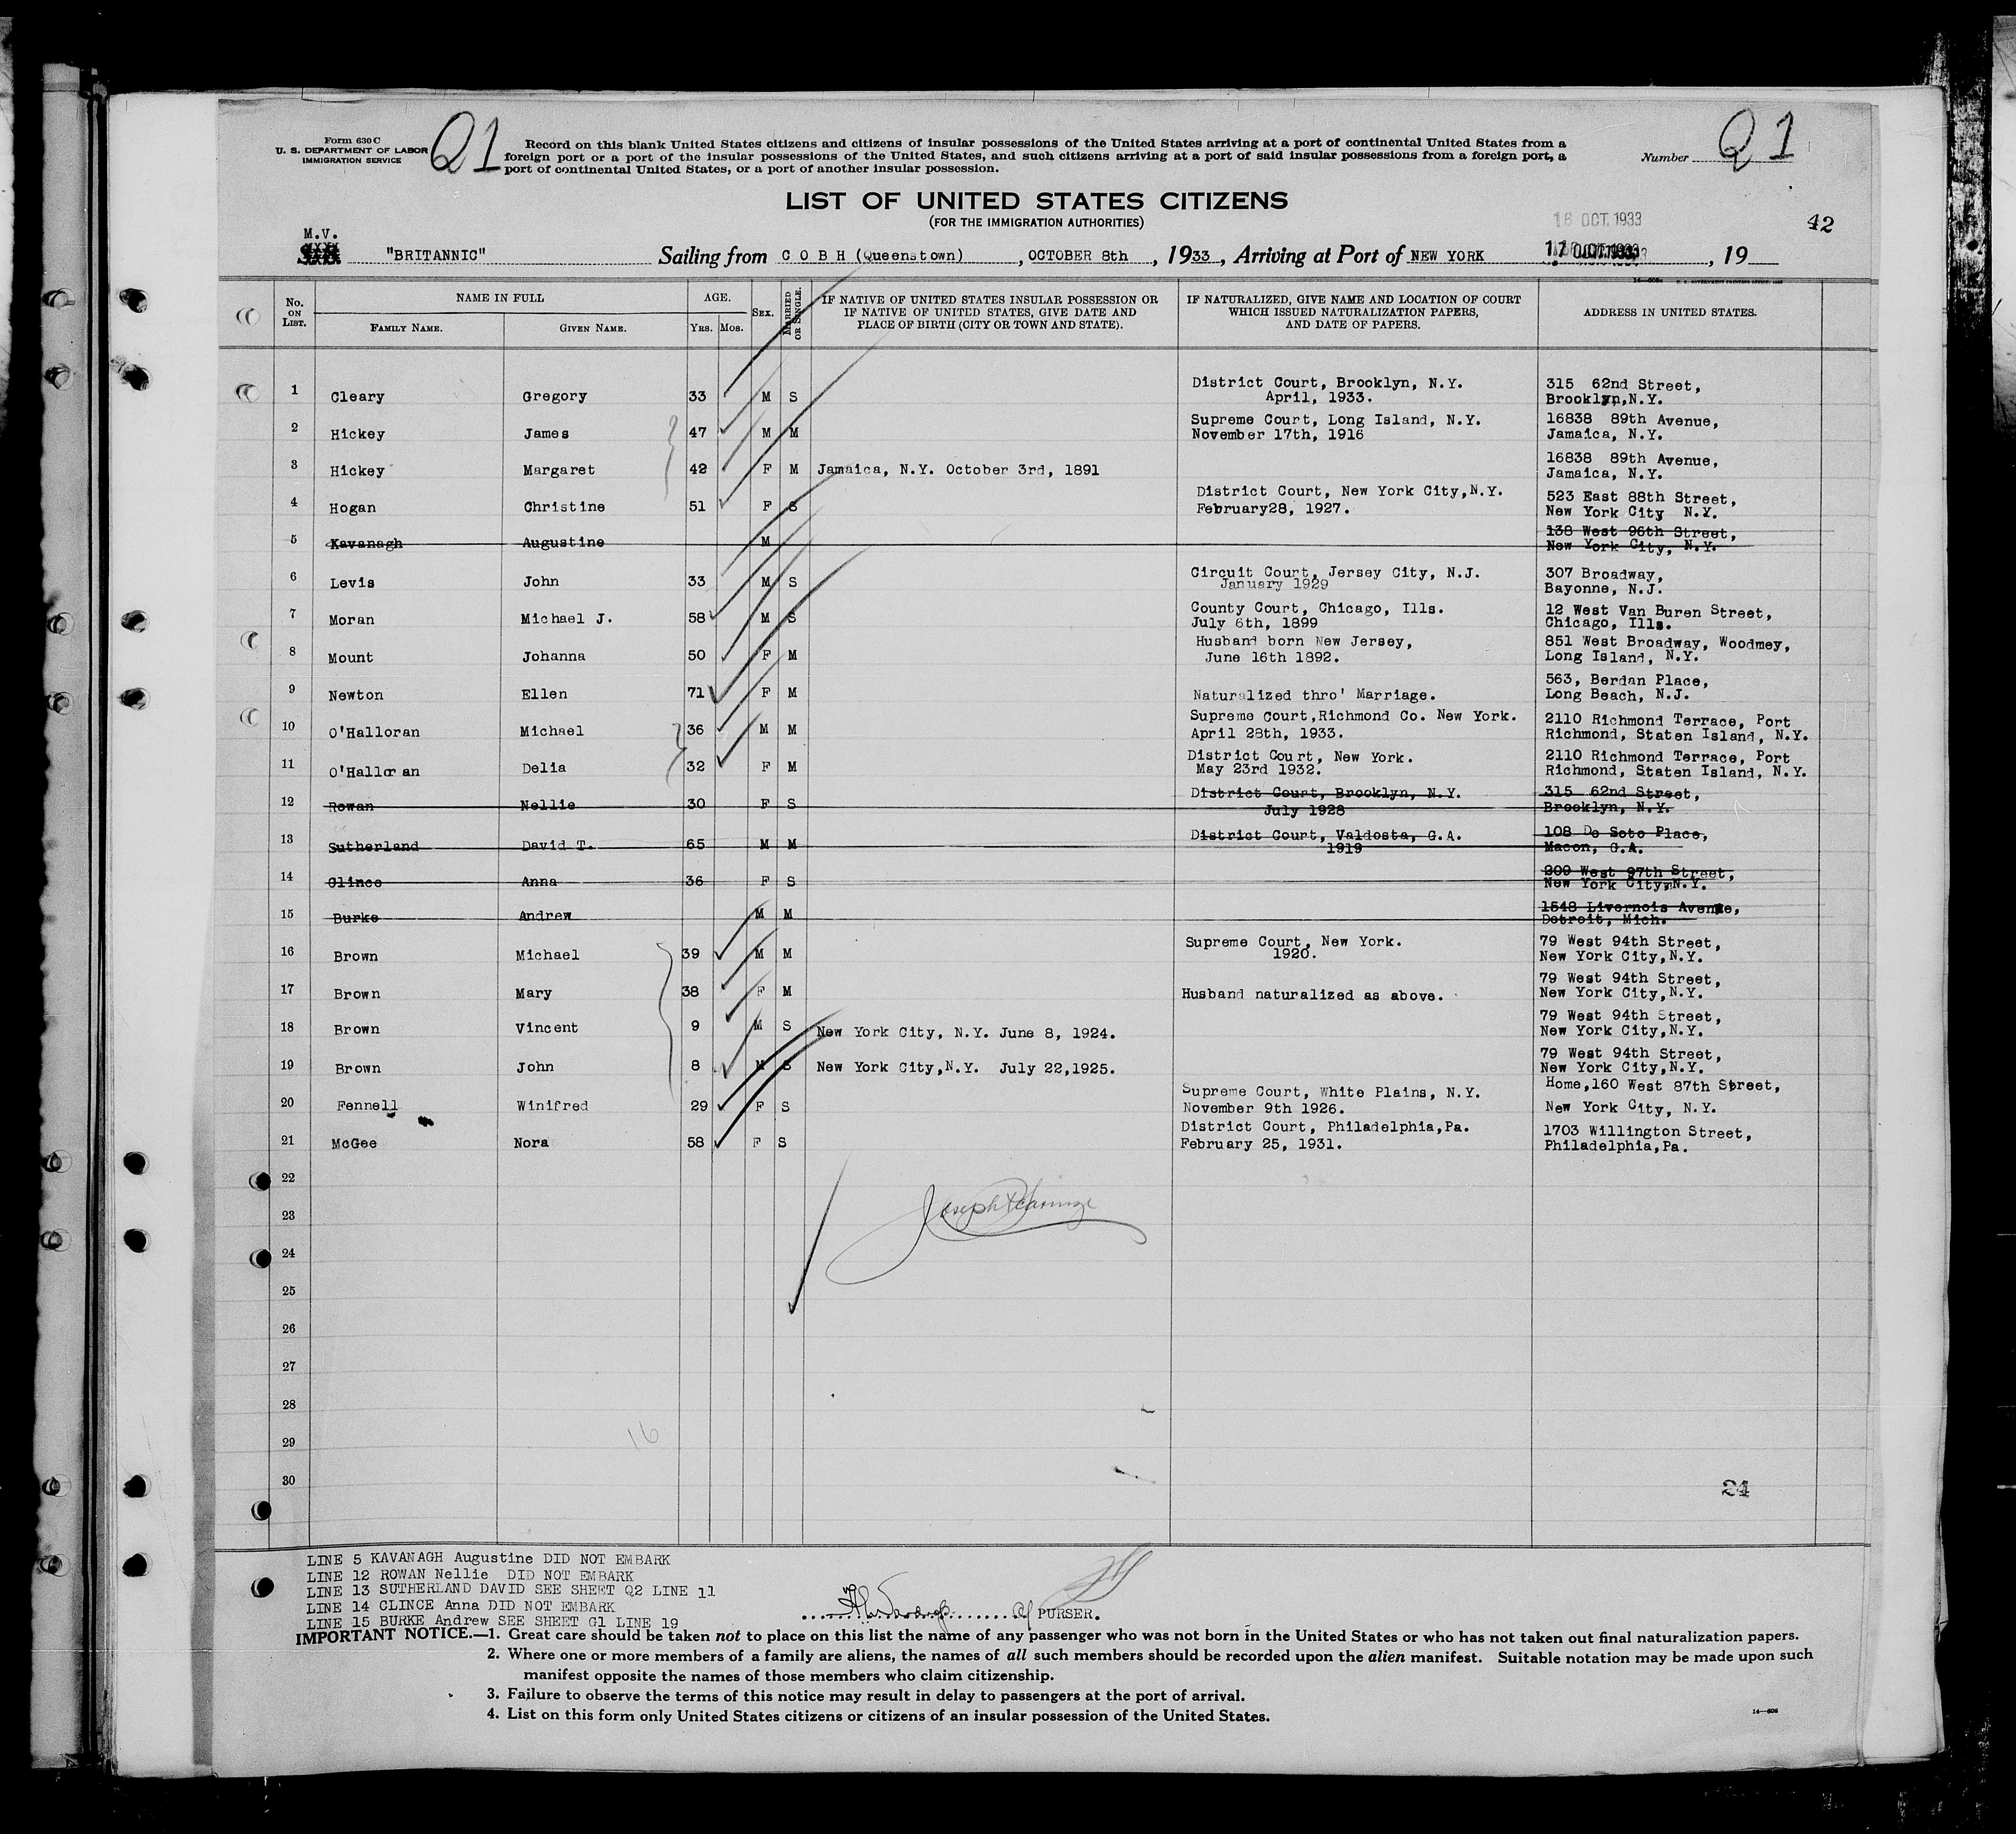 Form 630 C
U. S. DEPARTMENT OF LABOR
IMMIGRATION SERVICE
Q1
Record on this blank United States citizens and citizens of insular possessions of the United States arriving at a port of continental United States from a
foreign port or a port of the insular possessions of the United States, and such citizens arriving at a port of said insular possessions from a foreign port, a
port of continental United States, or a port of another insular possession.
Number Q1
LIST OF UNITED STATES CITIZENS
(FOR THE IMMIGRATION AUTHORITIES)
16 OCT. 1933
42
M.V.
"BRITANNIC" Sailing from C O B H (Queenstown), OCTOBER 8th, 1933, Arriving at Port of NEW YORK 17 OCT. 1933, 19
No. ON LIST. NAME IN FULL FAMILY NAME. GIVEN NAME. AGE. YRS. MOS. SEX. MARRIED OR SINGLE. IF NATIVE OF UNITED STATES INSULAR POSSESSION OR IF NATIVE OF UNITED STATES, GIVE DATE AND PLACE OF BIRTH (CITY OR TOWN AND STATE). IF NATURALIZED, GIVE NAME AND LOCATION OF COURT WHICH ISSUED NATURALIZATION PAPERS, AND DATE OF PAPERS. ADDRESS IN UNITED STATES.
1 Cleary Gregory 33 M S District Court, Brooklyn, N.Y. April, 1933. 315 62nd Street, Brooklyn,N.Y.
2 Hickey James 47 M M Supreme Court, Long Island, N.Y. November 17th, 1916 16838 89th Avenue, Jamaica, N.Y.
3 Hickey Margaret 42 F M Jamaica, N.Y. October 3rd, 1891 16838 89th Avenue, Jamaica, N.Y.
4 Hogan Christine 51 F S District Court, New York City,N.Y. February28, 1927. 523 East 88th Street, New York City N.Y.
5 Kavanagh Augustine M 138 West 96th Street, New York City, N.Y.
6 Levis John 33 M S Circuit Court, Jersey City, N.J. January 1929 307 Broadway, Bayonne, N.J.
7 Moran Michael J. 58 M S County Court, Chicago, Ills. July 6th, 1899 12 West Van Buren Street, Chicago, Ills.
8 Mount Johanna 50 F M Husband born New Jersey, June 16th 1892. 851 West Broadway, Woodmey, Long Island, N.Y.
9 Newton Ellen 71 F M Naturalized thro' Marriage. 563, Berdan Place, Long Beach, N.J.
10 O'Halloran Michael 36 M M Supreme Court,Richmond Co. New York. April 28th, 1933. 2110 Richmond Terrace, Port Richmond, Staten Island, N.Y.
11 O'Halloran Delia 32 F M District Court, New York. May 23rd 1932. 2110 Richmond Terrace, Port Richmond, Staten Island, N.Y.
12 Rowan Nellie 30 F S District Court, Brooklyn, N.Y. July 1928 315 62nd Street, Brooklyn, N.Y.
13 Sutherland David T. 65 M M District Court, Valdosta, G.A. 1919 108 De Soto Place, Macon, G.A.
14 Clince Anna 36 F S 209 West 97th Street, New York City,N.Y.
15 Burke Andrew M M 1548 Livernois Avenue, Detroit, Mich.
16 Brown Michael 39 M M Supreme Court, New York. 1920. 79 West 94th Street, New York City,N.Y.
17 Brown Mary 38 F M Husband naturalized as above. 79 West 94th Street, New York City,N.Y.
18 Brown Vincent 9 M S New York City, N.Y. June 8, 1924. 79 West 94th Street, New York City,N.Y.
19 Brown John 8 M S New York City,N.Y. July 22,1925. 79 West 94th Street, New York City,N.Y.
20 Fennell Winifred 29 F S Supreme Court, White Plains, N.Y. November 9th 1926. Home,160 West 87th Street, New York City, N.Y.
21 McGee Nora 58 F S District Court, Philadelphia,Pa. February 25, 1931. 1703 Willington Street, Philadelphia,Pa.
22
23 Joseph
24
25
26
27
28
29
16
30
24
LINE 5 KAVANAGH Augustine DID NOT EMBARK
LINE 12 ROWAN Nellie DID NOT EMBARK
LINE 13 SUTHERLAND DAVID SEE SHEET Q2 LINE 11
LINE 14 CLINCE Anna DID NOT EMBARK
LINE 15 BURKE Andrew SEE SHEET G1 LINE 19
PURSER.
IMPORTANT NOTICE.—1. Great care should be taken not to place on this list the name of any passenger who was not born in the United States or who has not taken out final naturalization papers.
2. Where one or more members of a family are aliens, the names of all such members should be recorded upon the alien manifest. Suitable notation may be made upon such
manifest opposite the names of those members who claim citizenship.
3. Failure to observe the terms of this notice may result in delay to passengers at the port of arrival.
4. List on this form only United States citizens or citizens of an insular possession of the United States.
14—608